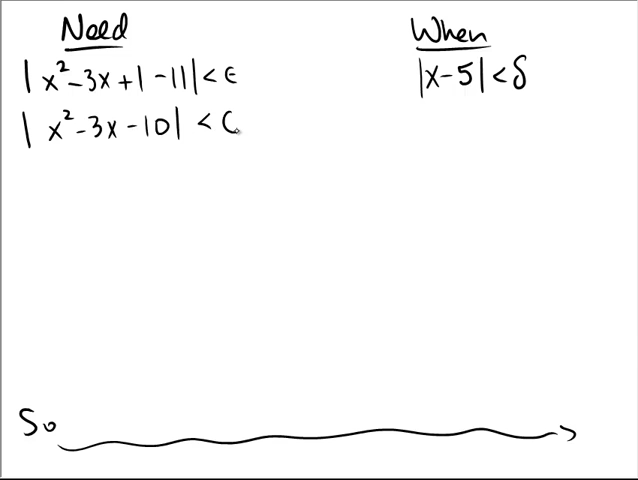 Need When
|x²-3x+1-11|<ϵ |x-5|<δ
|x²-3x-10| <
So